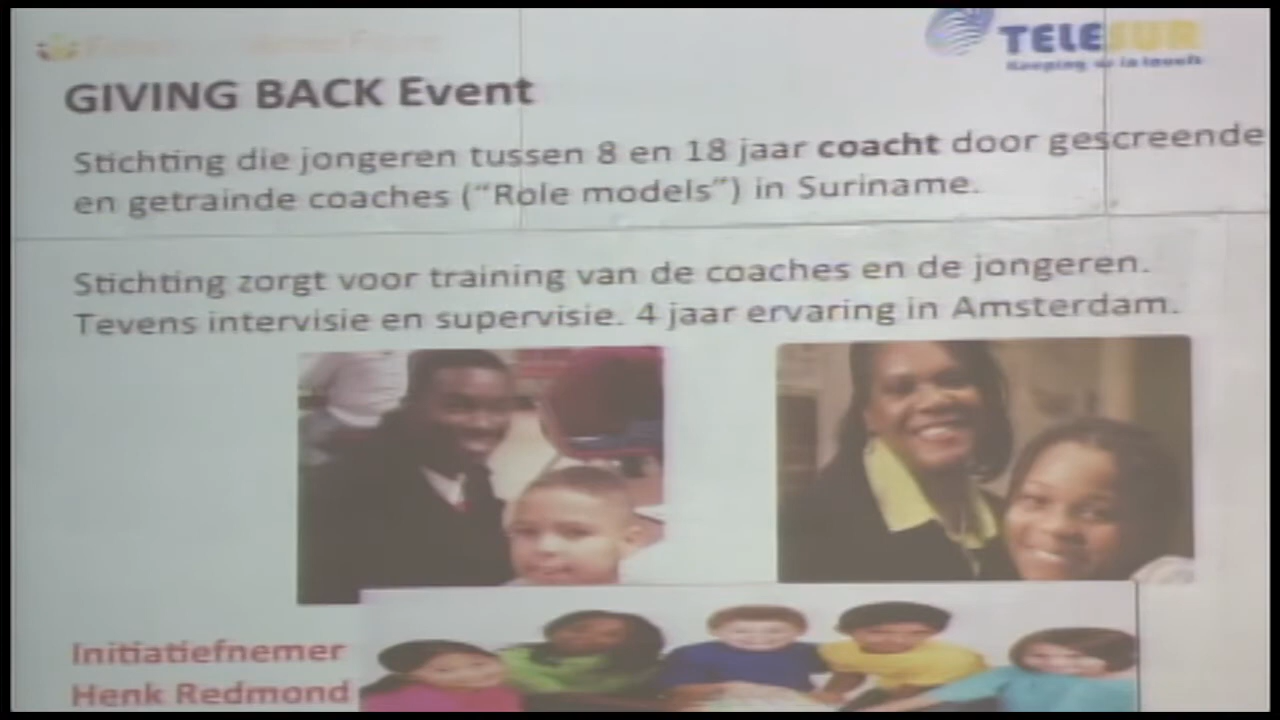 TELESUR
Keeping us in touch
GIVING BACK Event
Stichting die jongeren tussen 8 en 18 jaar coacht door gescreende
en getrainde coaches ("Role models") in Suriname.
Stichting zorgt voor training van de coaches en de jongeren.
Tevens intervisie en supervisie. 4 jaar ervaring in Amsterdam.
Initiatiefnemer
Henk Redmond